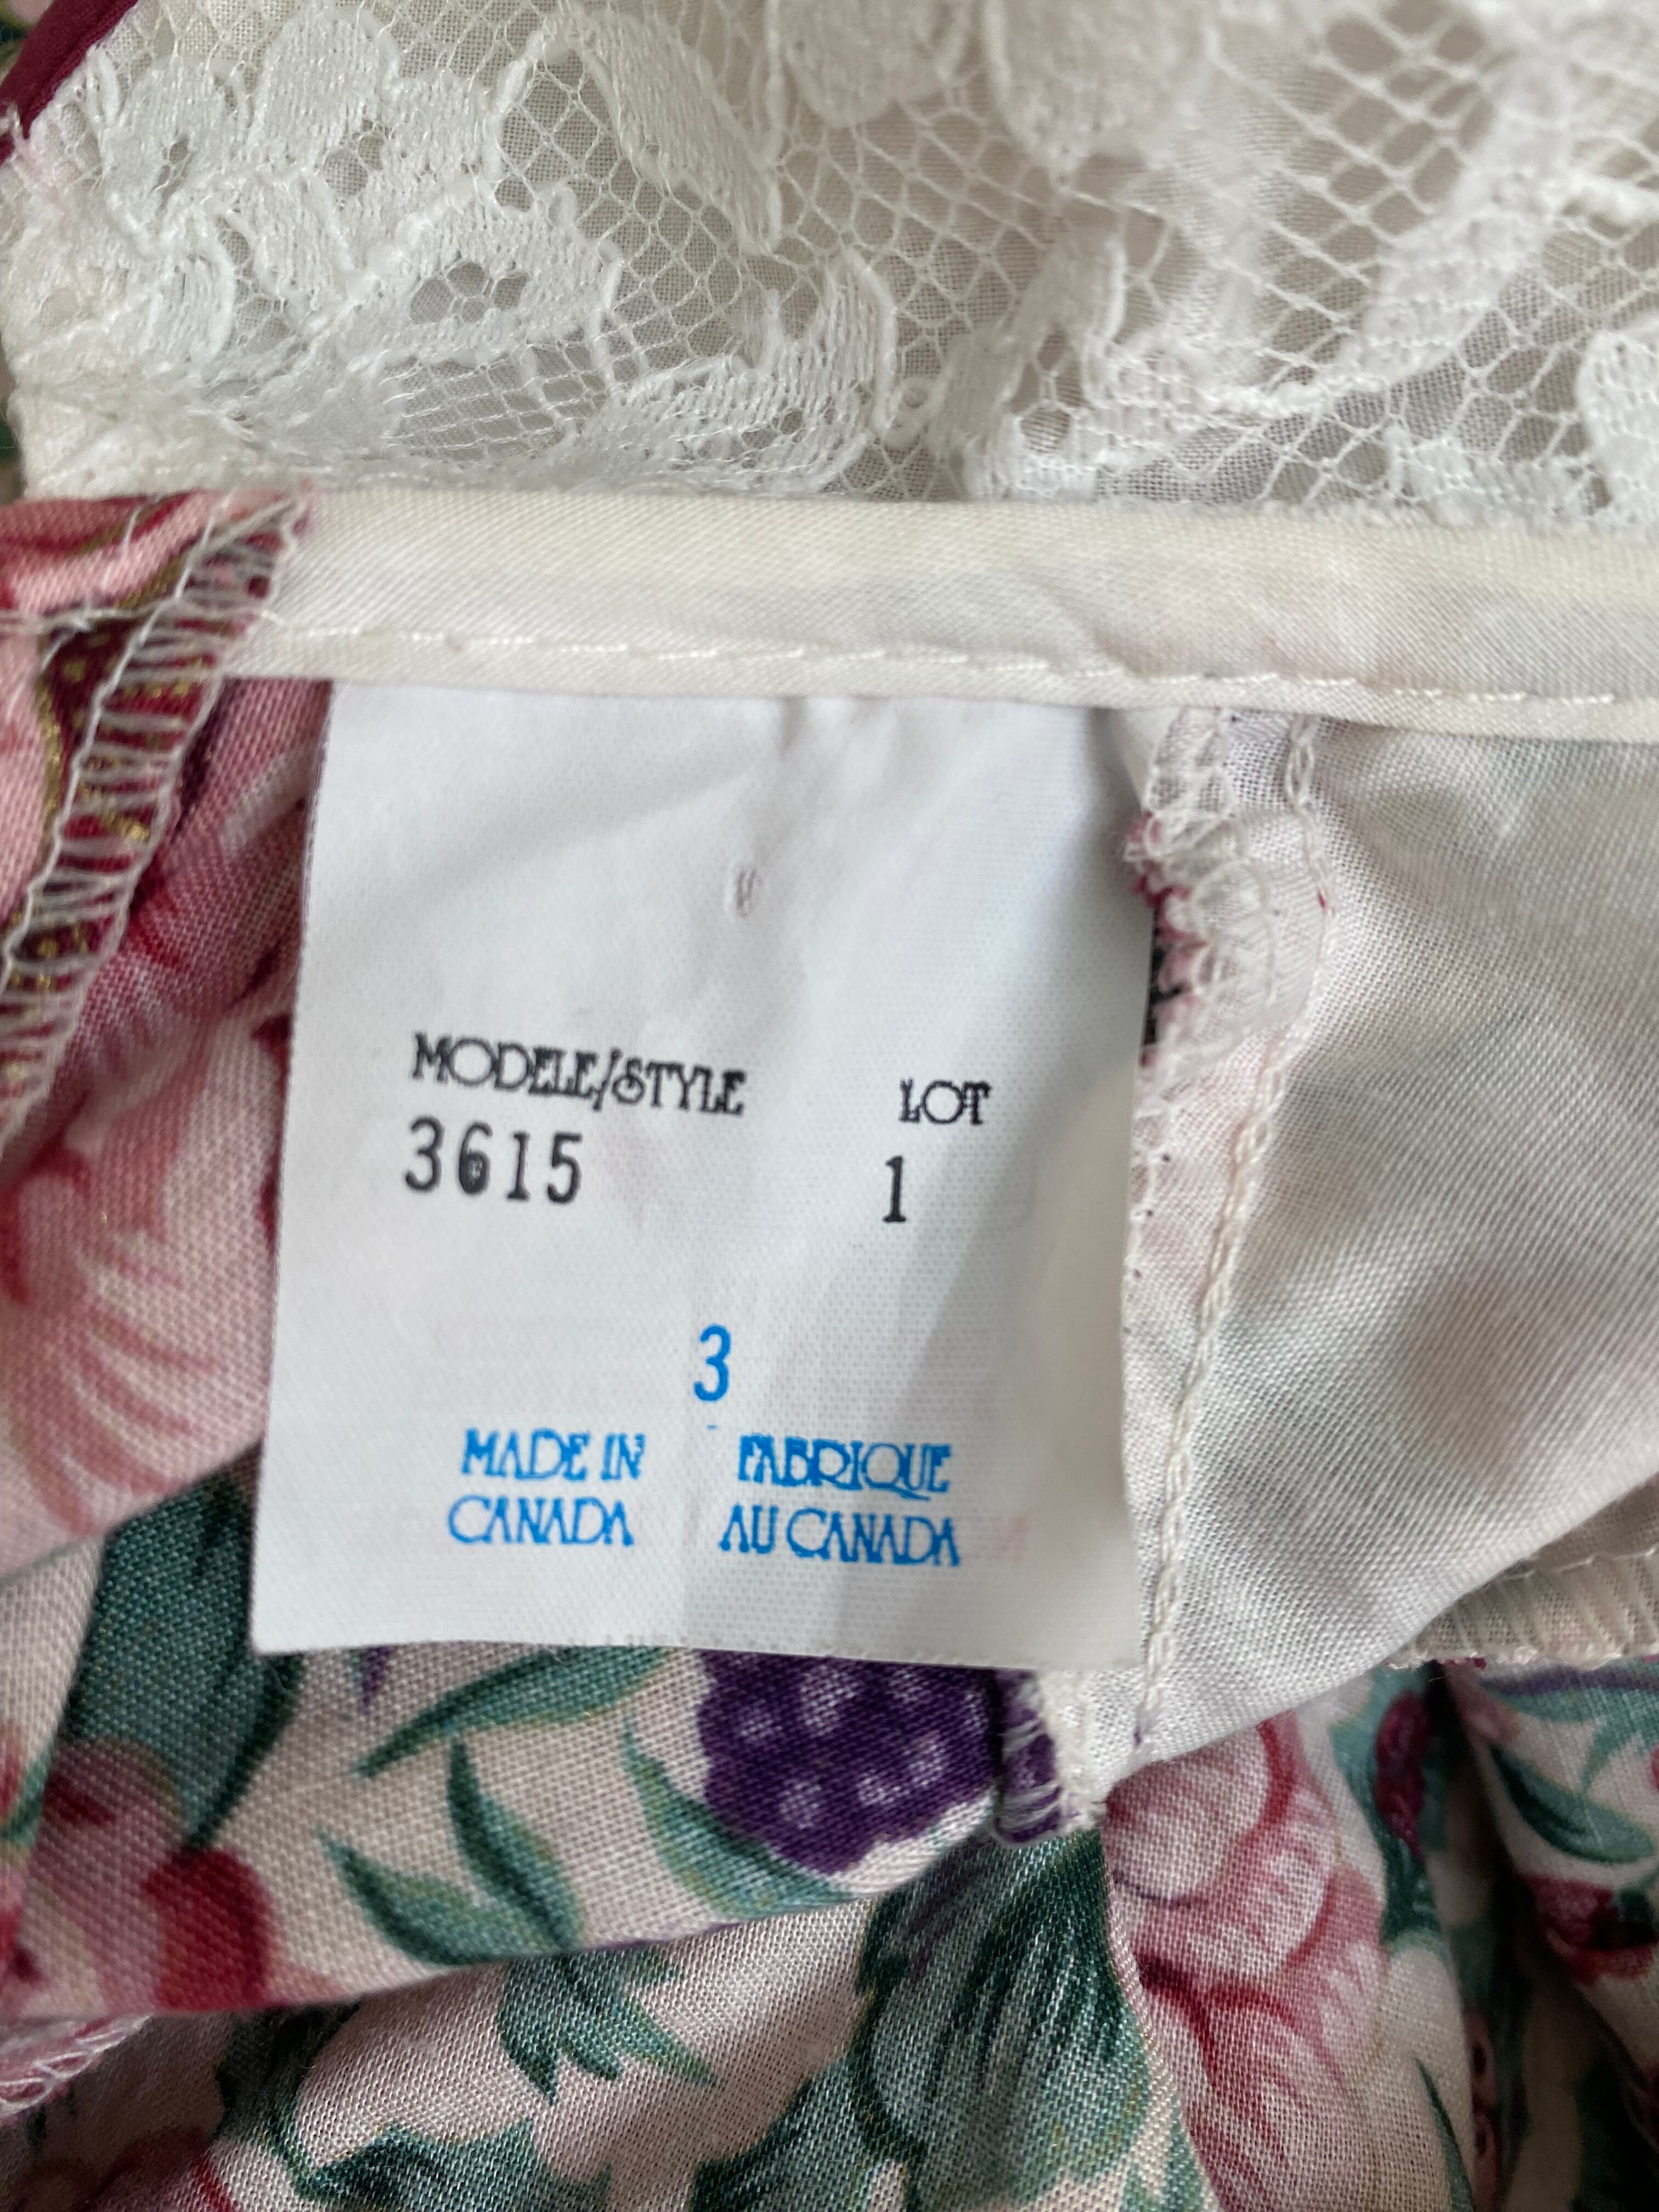 MODELE/STYLE LOT
3615 1
3
MADE IN FABRIQUE
CANADA AU CANADA